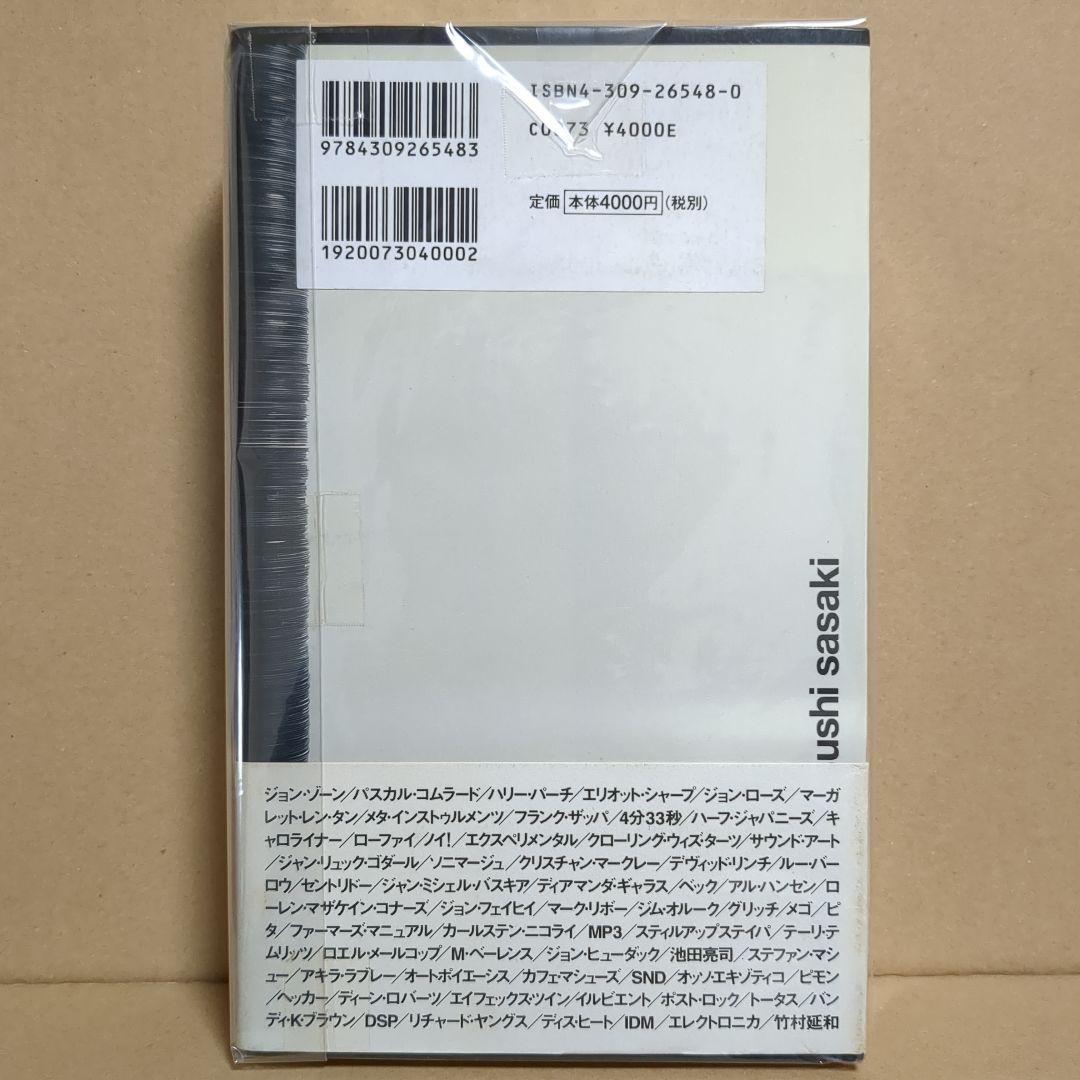 ISBN4-309-26548-0
C0073 ¥4000E
9784309265483
定価 本体4000円(税別)
1920073040002
ushi sasaki
ジョン・ゾーン/パスカル・コムラード/ハリー・パーチ/エリオット・シャープ/ジョン・ローズ/マーガ
レット・レン・タン/メタ・インストゥルメンツ/フランク・ザッパ/4分33秒/ハーフ・ジャパニーズ/キ
ャロライナー/ローファイ/ノイ!/エクスペリメンタル/クローリング・ウィズ・ターツ/サウンド・アート
/ジャン・リュック・ゴダール/ソニマージュ/クリスチャン・マークレー/デヴィッド・リンチ/ルー・バー
ロウ/セントリドー/ジャン・ミシェル・バスキア/ディアマンダ・ギャラス/ベック/アル・ハンセン/ロ
ーレン・マザケイン・コナーズ/ジョン・フェイヒイ/マーク・リボー/ジム・オルーク/グリッチ/メゴ/ピ
タ/ファーマーズ・マニュアル/カールステン・ニコライ/MP3/スティルアップステイパ/テーリ・テ
ムリッツ/ロエル・メールコップ/M・ベーレンス/ジョン・ヒューダック/池田亮司/ステファン・マシ
ュー/アキラ・ラブレー/オートポイエーシス/カフェ・マシューズ/SND/オッソ・エキゾティコ/ピモン
/ヘッカー/ディーン・ロバーツ/エイフェックス・ツイン/イルビエント/ポスト・ロック/トータス/バン
ディ・K・ブラウン/DSP/リチャード・ヤングス/ディス・ヒート/IDM/エレクトロニカ/竹村延和